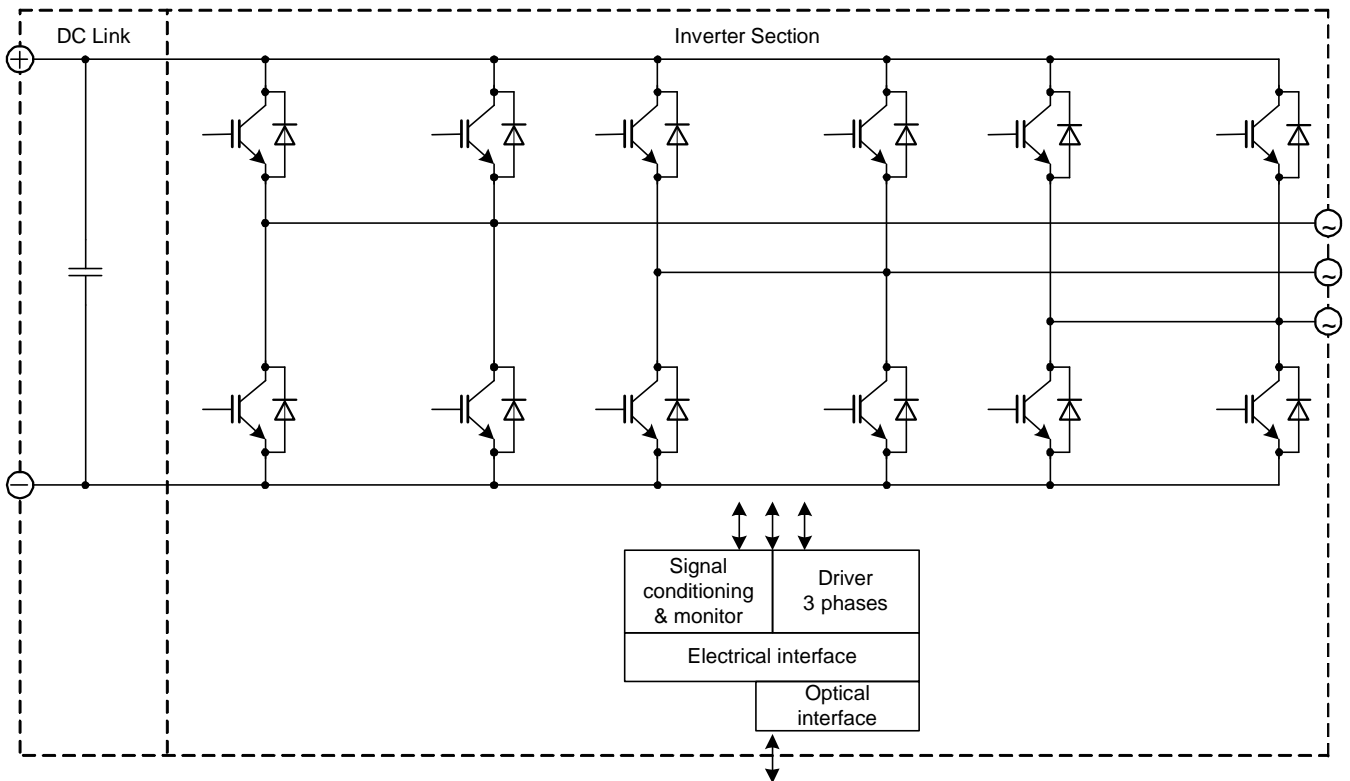 DC Link
Inverter Section
Signal
conditioning
& monitor
Driver
3 phases
Electrical interface
Optical
interface
+
~
~
~
−